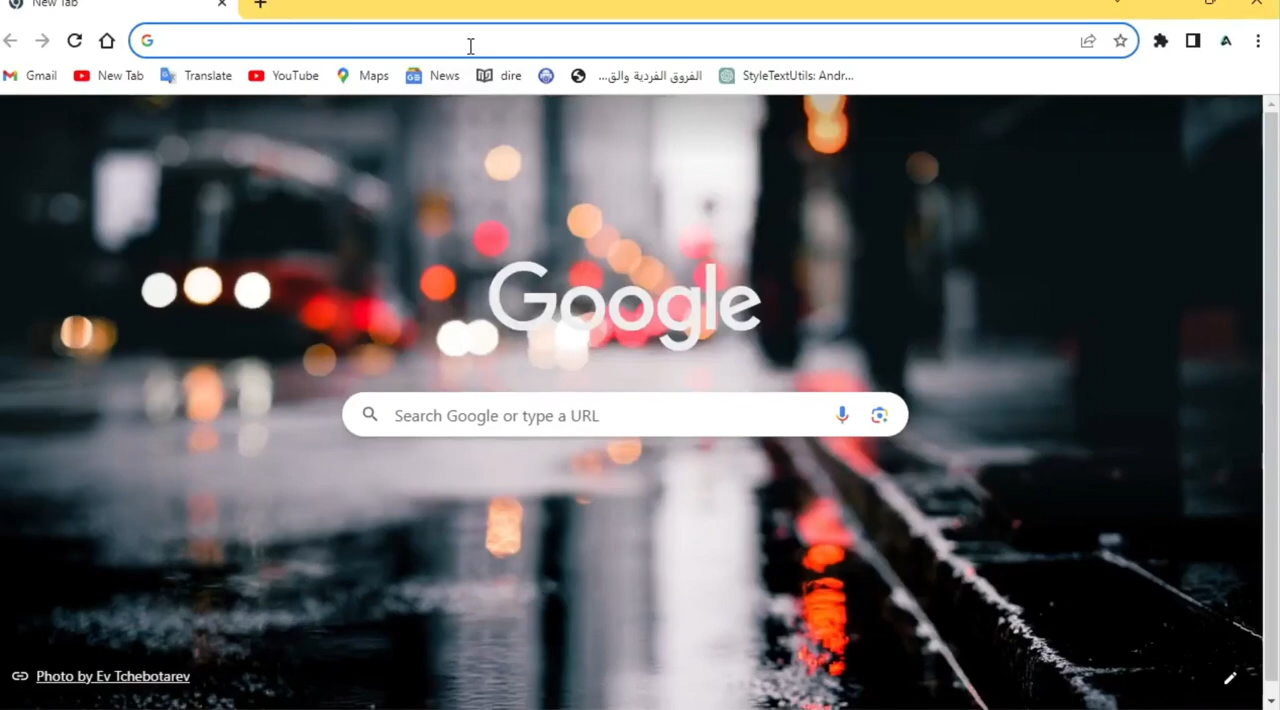 New Tab
Gmail New Tab Translate YouTube Maps News dire الفروق الفردية والق... StyleTextUtils: Andr...
Google
Search Google or type a URL
Photo by Ev Tchebotarev